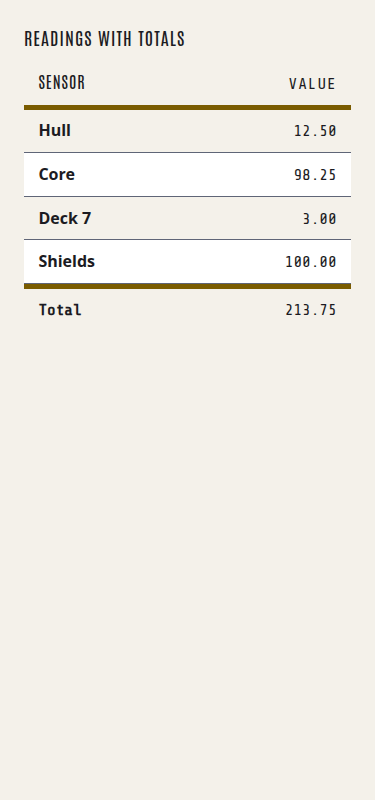 READINGS WITH TOTALS
SENSOR VALUE
Hull 12.50
Core 98.25
Deck 7 3.00
Shields 100.00
Total 213.75